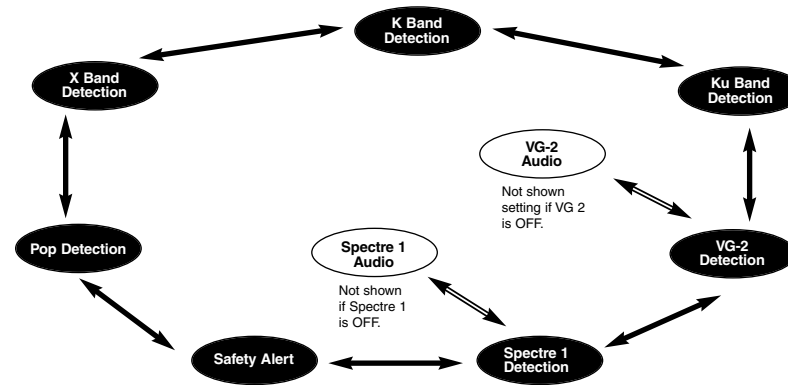 K Band
Detection
X Band
Detection
Ku Band
Detection
VG-2
Audio
Not shown
setting if VG 2
is OFF.
Pop Detection
Spectre 1
Audio
VG-2
Detection
Not shown
if Spectre 1
is OFF.
Safety Alert
Spectre 1
Detection